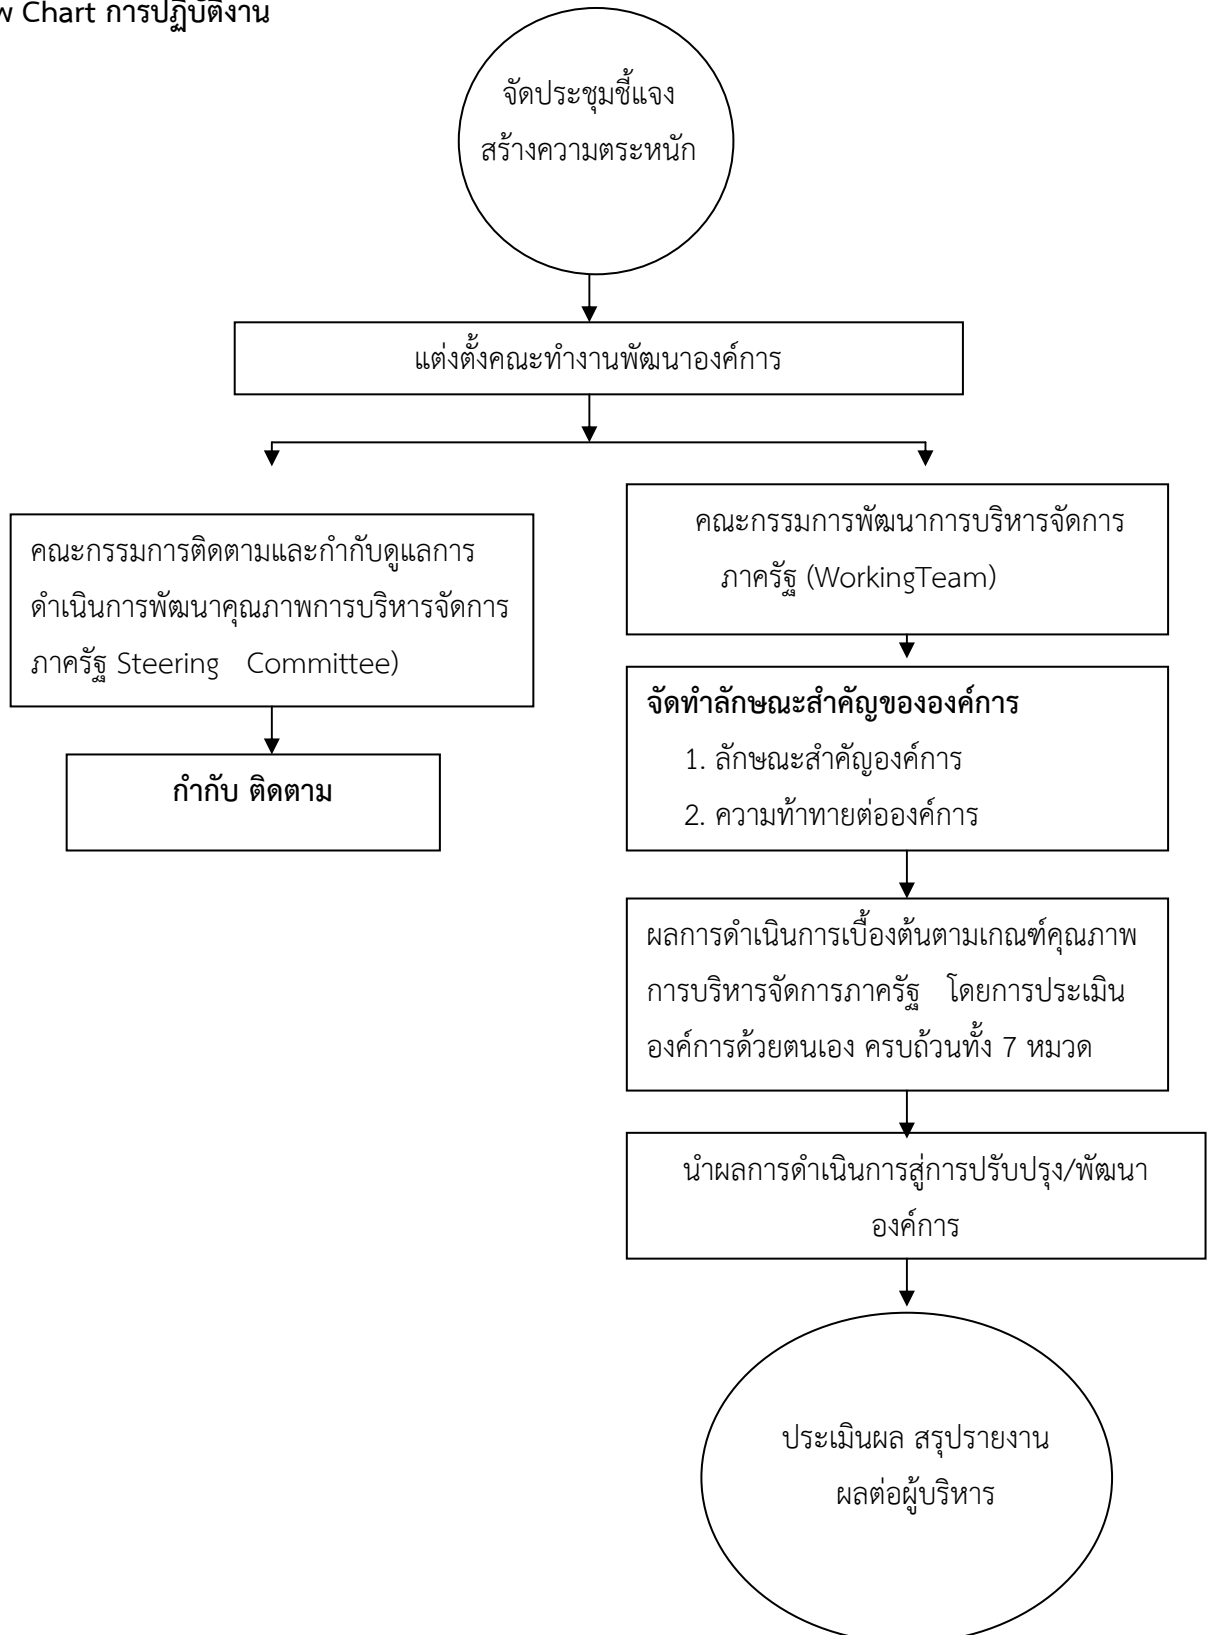 w Chart การปฏิบัติงาน
จัดประชุมชี้แจง
สร้างความตระหนัก
แต่งตั้งคณะทำงานพัฒนาองค์การ
คณะกรรมการติดตามและกำกับดูแลการ
ดำเนินการพัฒนาคุณภาพการบริหารจัดการ
ภาครัฐ Steering Committee)
กำกับ ติดตาม
คณะกรรมการพัฒนาการบริหารจัดการ
ภาครัฐ (WorkingTeam)
จัดทำลักษณะสำคัญขององค์การ
1. ลักษณะสำคัญองค์การ
2. ความท้าทายต่อองค์การ
ผลการดำเนินการเบื้องต้นตามเกณฑ์คุณภาพ
การบริหารจัดการภาครัฐ โดยการประเมิน
องค์การด้วยตนเอง ครบถ้วนทั้ง 7 หมวด
นำผลการดำเนินการสู่การปรับปรุง/พัฒนา
องค์การ
ประเมินผล สรุปรายงาน
ผลต่อผู้บริหาร